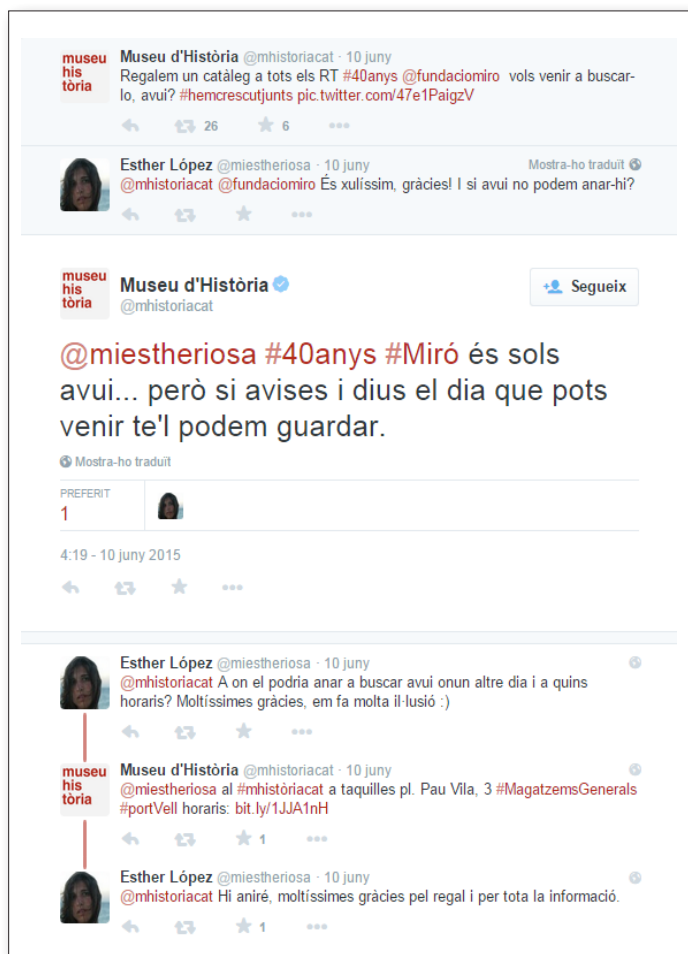 museu
his
tòria
Museu d'Història @mhistoriacat · 10 juny
Regalem un catàleg a tots els RT #40anys @fundaciomiro vols venir a buscar-
lo, avui? #hemcrescutjunts pic.twitter.com/47e1PaigzV
26 6
Esther López @miestheriosa · 10 juny Mostra-ho traduït
@mhistoriacat @fundaciomiro És xulíssim, gràcies! I si avui no podem anar-hi?
museu
his
tòria
Museu d'Història
@mhistoriacat
Segueix
@miestheriosa #40anys #Miró és sols
avui... però si avises i dius el dia que pots
venir te'l podem guardar.
Mostra-ho traduït
PREFERIT
1
4:19 - 10 juny 2015
Esther López @miestheriosa · 10 juny
@mhistoriacat A on el podria anar a buscar avui onun altre dia i a quins
horaris? Moltíssimes gràcies, em fa molta il·lusió :)
museu
his
tòria
Museu d'Història @mhistoriacat · 10 juny
@miestheriosa al #mhistòriacat a taquilles pl. Pau Vila, 3 #MagatzemsGenerals
#portVell horaris: bit.ly/1JJA1nH
1
Esther López @miestheriosa · 10 juny
@mhistoriacat Hi aniré, moltíssimes gràcies pel regal i per tota la informació.
1